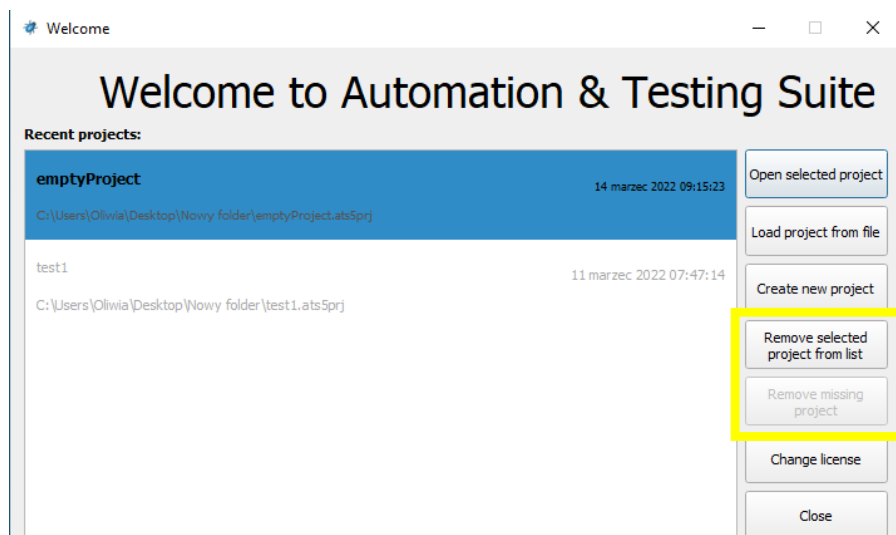 Welcome
Welcome to Automation & Testing Suite
Recent projects:
emptyProject
14 marzec 2022 09:15:23
C:\Users\Oliwia\Desktop\Nowy folder\emptyProject.ats5prj
test1
11 marzec 2022 07:47:14
C:\Users\Oliwia\Desktop\Nowy folder\test1.ats5prj
Open selected project
Load project from file
Create new project
Remove selected
project from list
Remove missing
project
Change license
Close